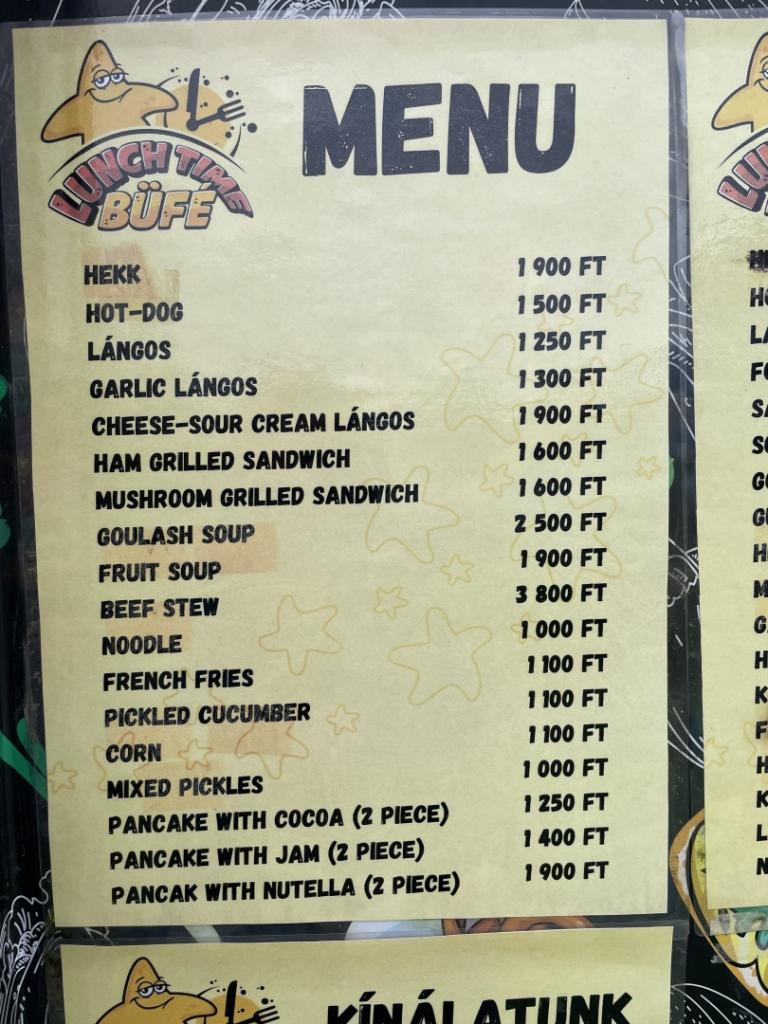 LUNCH TIME
BÜFÉ
MENU
HEKK 1 900 FT
HOT-DOG 1 500 FT
LÁNGOS 1 250 FT
GARLIC LÁNGOS 1 300 FT
CHEESE-SOUR CREAM LÁNGOS 1 900 FT
HAM GRILLED SANDWICH 1 600 FT
MUSHROOM GRILLED SANDWICH 1 600 FT
GOULASH SOUP 2 500 FT
FRUIT SOUP 1 900 FT
BEEF STEW 3 800 FT
NOODLE 1 000 FT
FRENCH FRIES 1 100 FT
PICKLED CUCUMBER 1 100 FT
CORN 1 100 FT
MIXED PICKLES 1 000 FT
PANCAKE WITH COCOA (2 PIECE) 1 250 FT
PANCAKE WITH JAM (2 PIECE) 1 400 FT
PANCAK WITH NUTELLA (2 PIECE) 1 900 FT
KÍNÁLATUNK